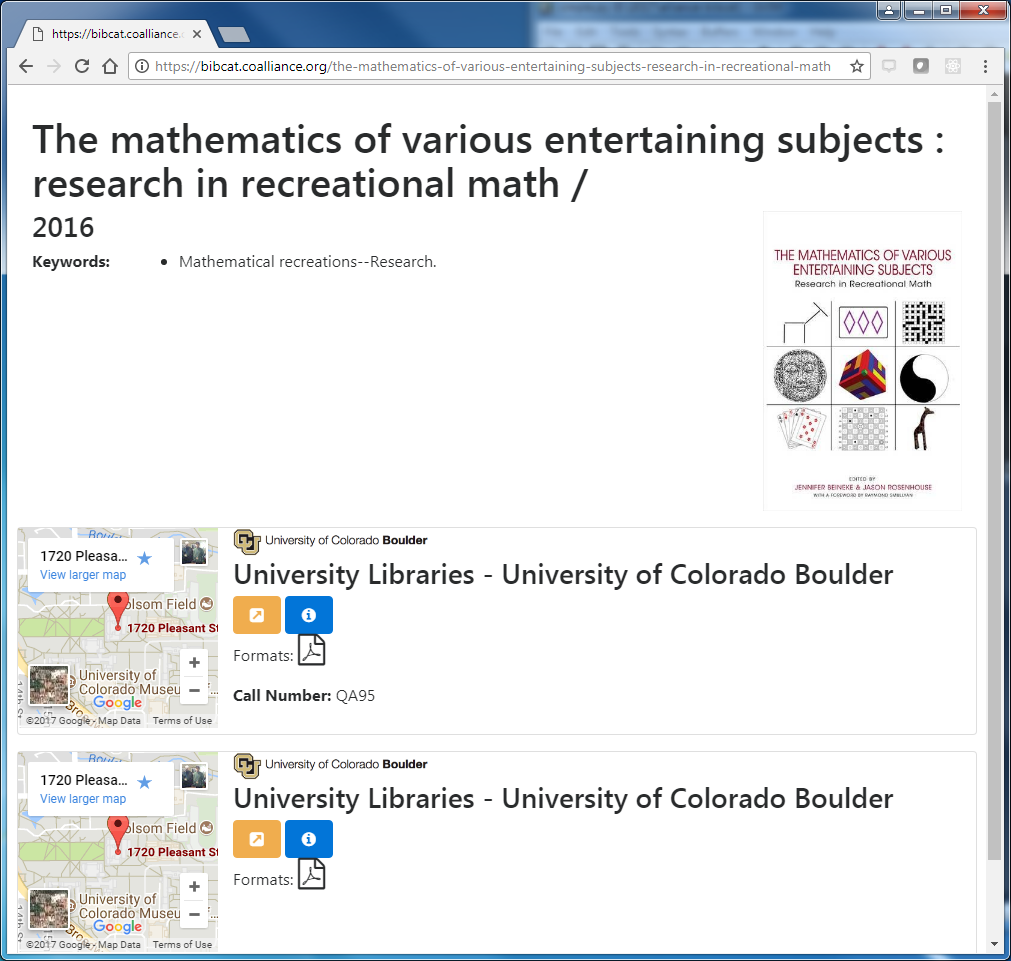 https://bibcat.coalliance.
https://bibcat.coalliance.org/the-mathematics-of-various-entertaining-subjects-research-in-recreational-math
The mathematics of various entertaining subjects :
research in recreational math /
2016
Keywords:
Mathematical recreations--Research.
THE MATHEMATICS OF VARIOUS
ENTERTAINING SUBJECTS
Research in Recreational Math
EDITED BY
JENNIFER BEINEKE & JASON ROSENHOUSE
WITH A FOREWORD BY RAYMOND SMULLYAN
1720 Pleasa...
View larger map
olsom Field
1720 Pleasant St
University of
Colorado Museu
14th St
Google
©2017 Google - Map Data
Terms of Use
University of Colorado Boulder
University Libraries - University of Colorado Boulder
Formats:
Call Number: QA95
1720 Pleasa...
View larger map
olsom Field
1720 Pleasant St
University of
Colorado Museu
14th St
Google
©2017 Google - Map Data
Terms of Use
University of Colorado Boulder
University Libraries - University of Colorado Boulder
Formats: